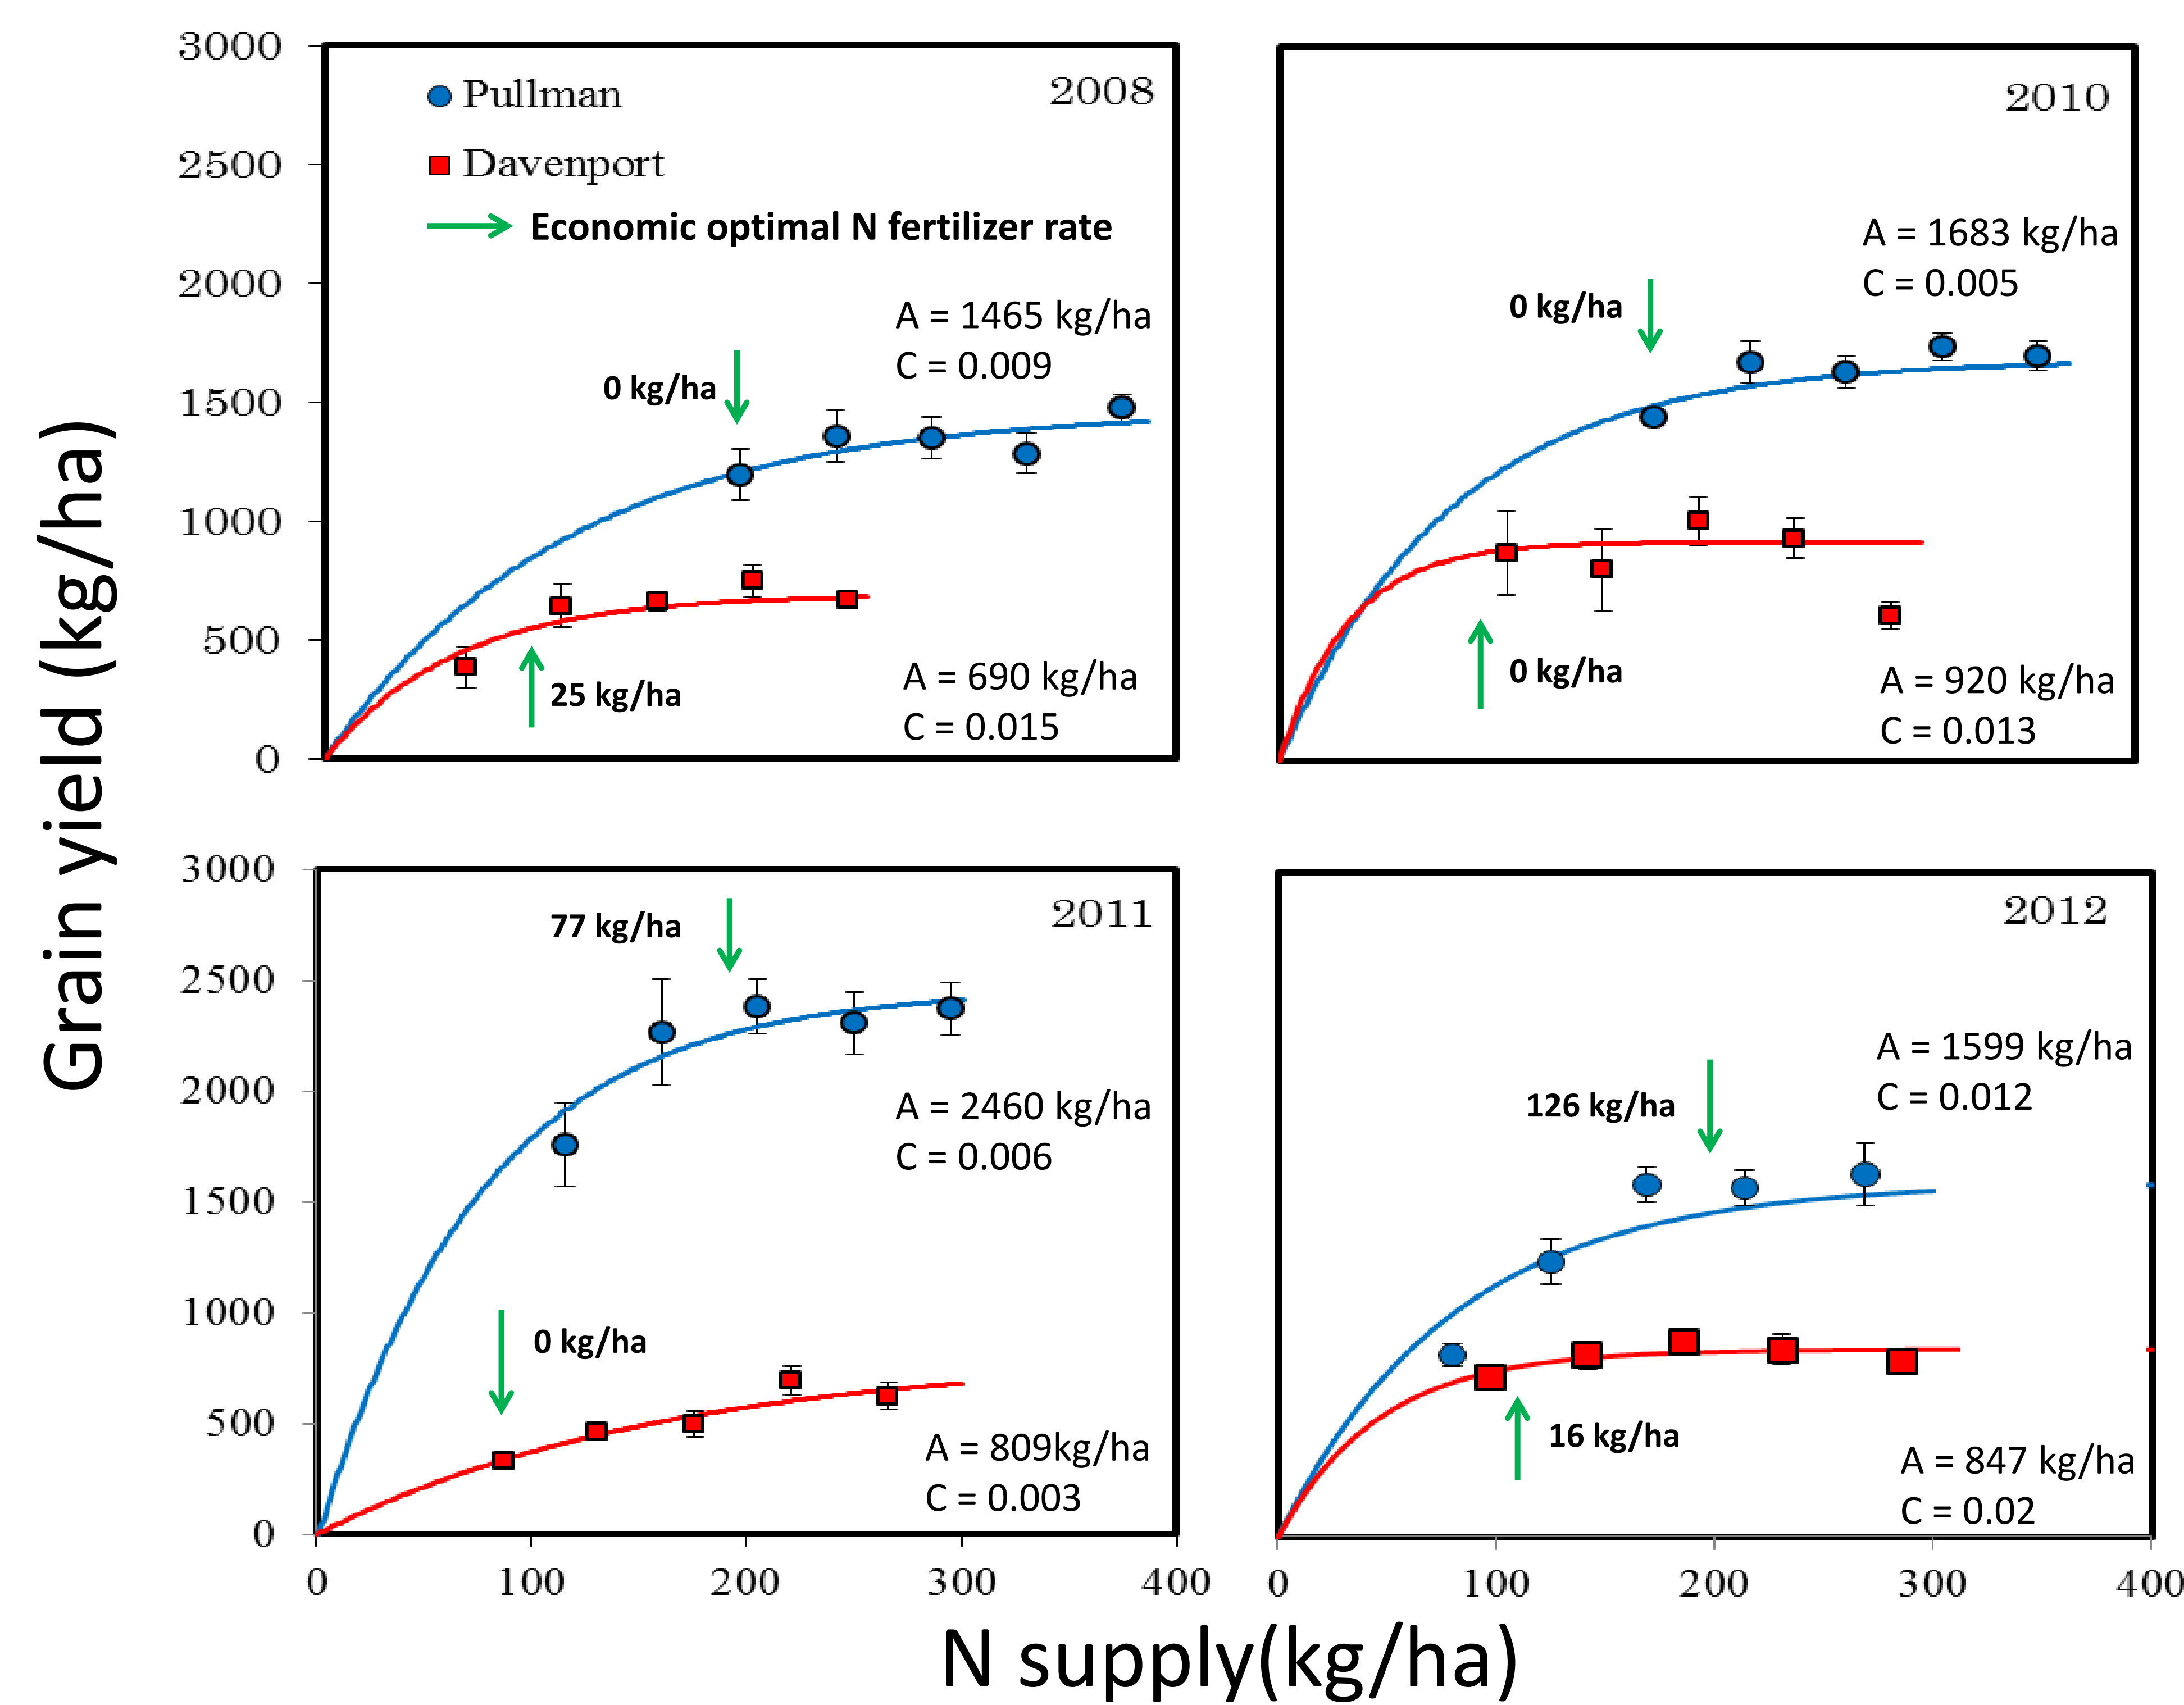 Grain yield (kg/ha)
3000
2500
2000
1500
1000
500
0
Pullman
Davenport
Economic optimal N fertilizer rate
2008
A = 1465 kg/ha
C = 0.009
0 kg/ha
25 kg/ha
A = 690 kg/ha
C = 0.015
2010
A = 1683 kg/ha
C = 0.005
0 kg/ha
0 kg/ha
A = 920 kg/ha
C = 0.013
3000
2500
2000
1500
1000
500
0
2011
77 kg/ha
A = 2460 kg/ha
C = 0.006
0 kg/ha
A = 809kg/ha
C = 0.003
0 100 200 300 400
2012
126 kg/ha
A = 1599 kg/ha
C = 0.012
16 kg/ha
A = 847 kg/ha
C = 0.02
0 100 200 300 400
N supply(kg/ha)